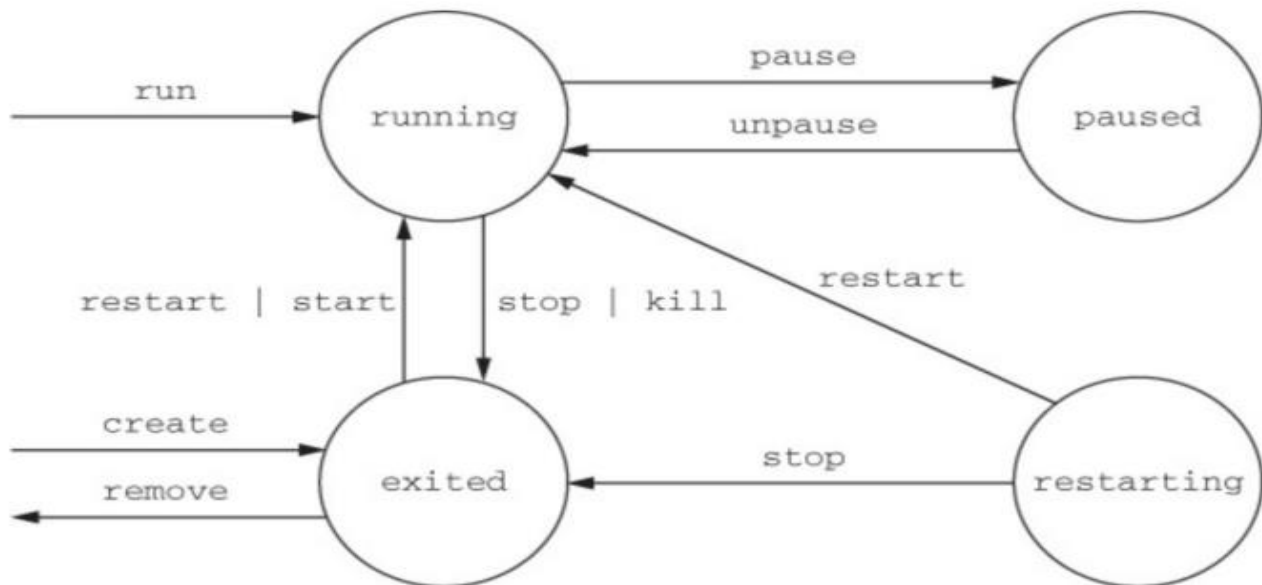 pause
run
running
paused
unpause
restart
restart | start
stop | kill
create
stop
exited
restarting
remove